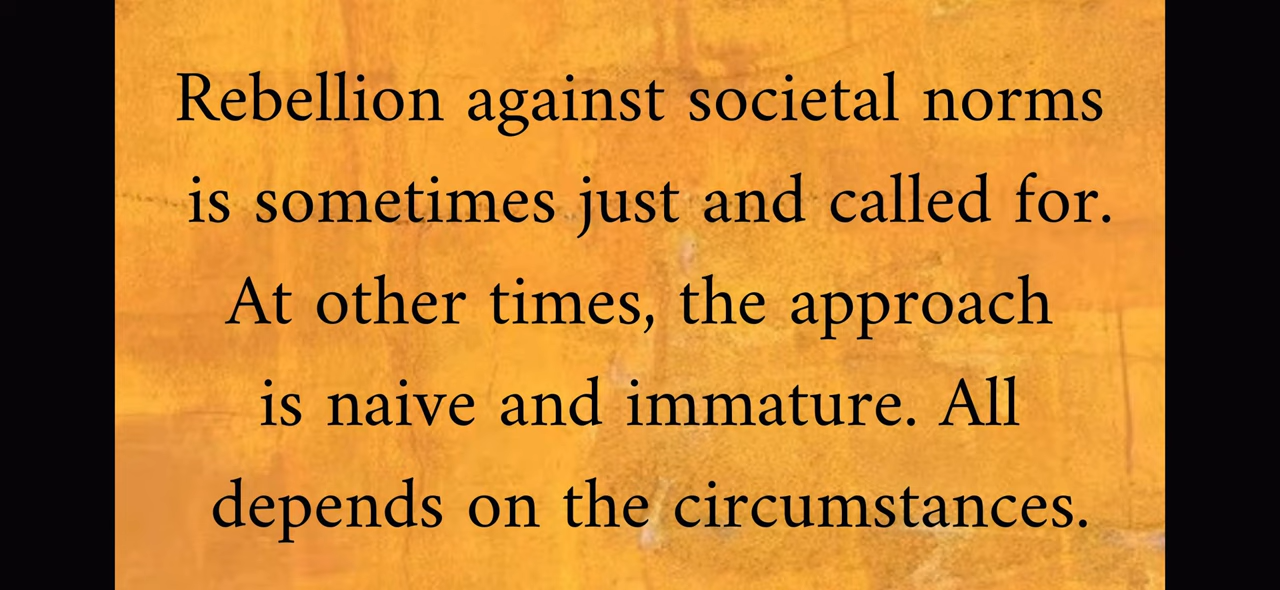 Rebellion against societal norms
is sometimes just and called for.
At other times, the approach
is naive and immature. All
depends on the circumstances.